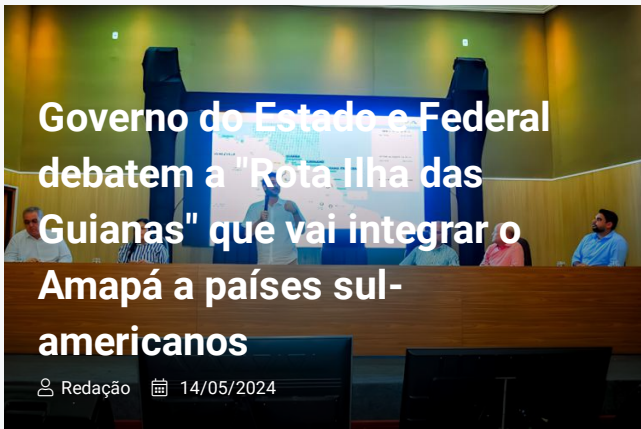 Governo do Estado e Federal
debatem a "Rota Ilha das
Guianas" que vai integrar o
Amapá a países sul-
americanos
Redação 14/05/2024